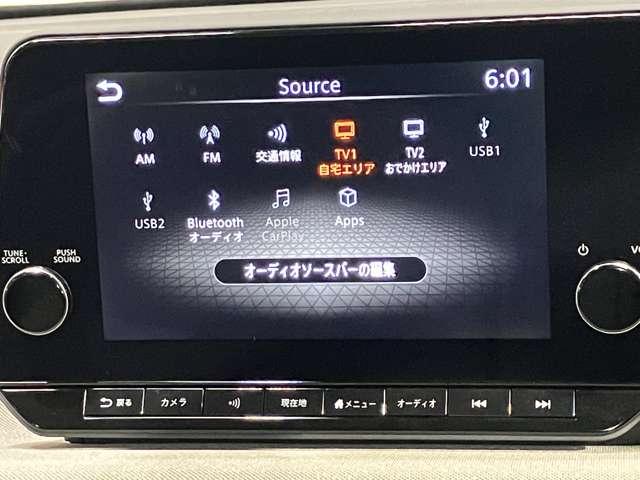 Source
6:01
AM
FM
交通情報
TV1
自宅エリア
TV2
おでかけエリア
USB1
USB2
Bluetooth
オーディオ
Apple
CarPlay
Apps
オーディオソースバーの編集
TUNE・
SCROLL
PUSH
SOUND
戻る
カメラ
現在地
メニュー
オーディオ